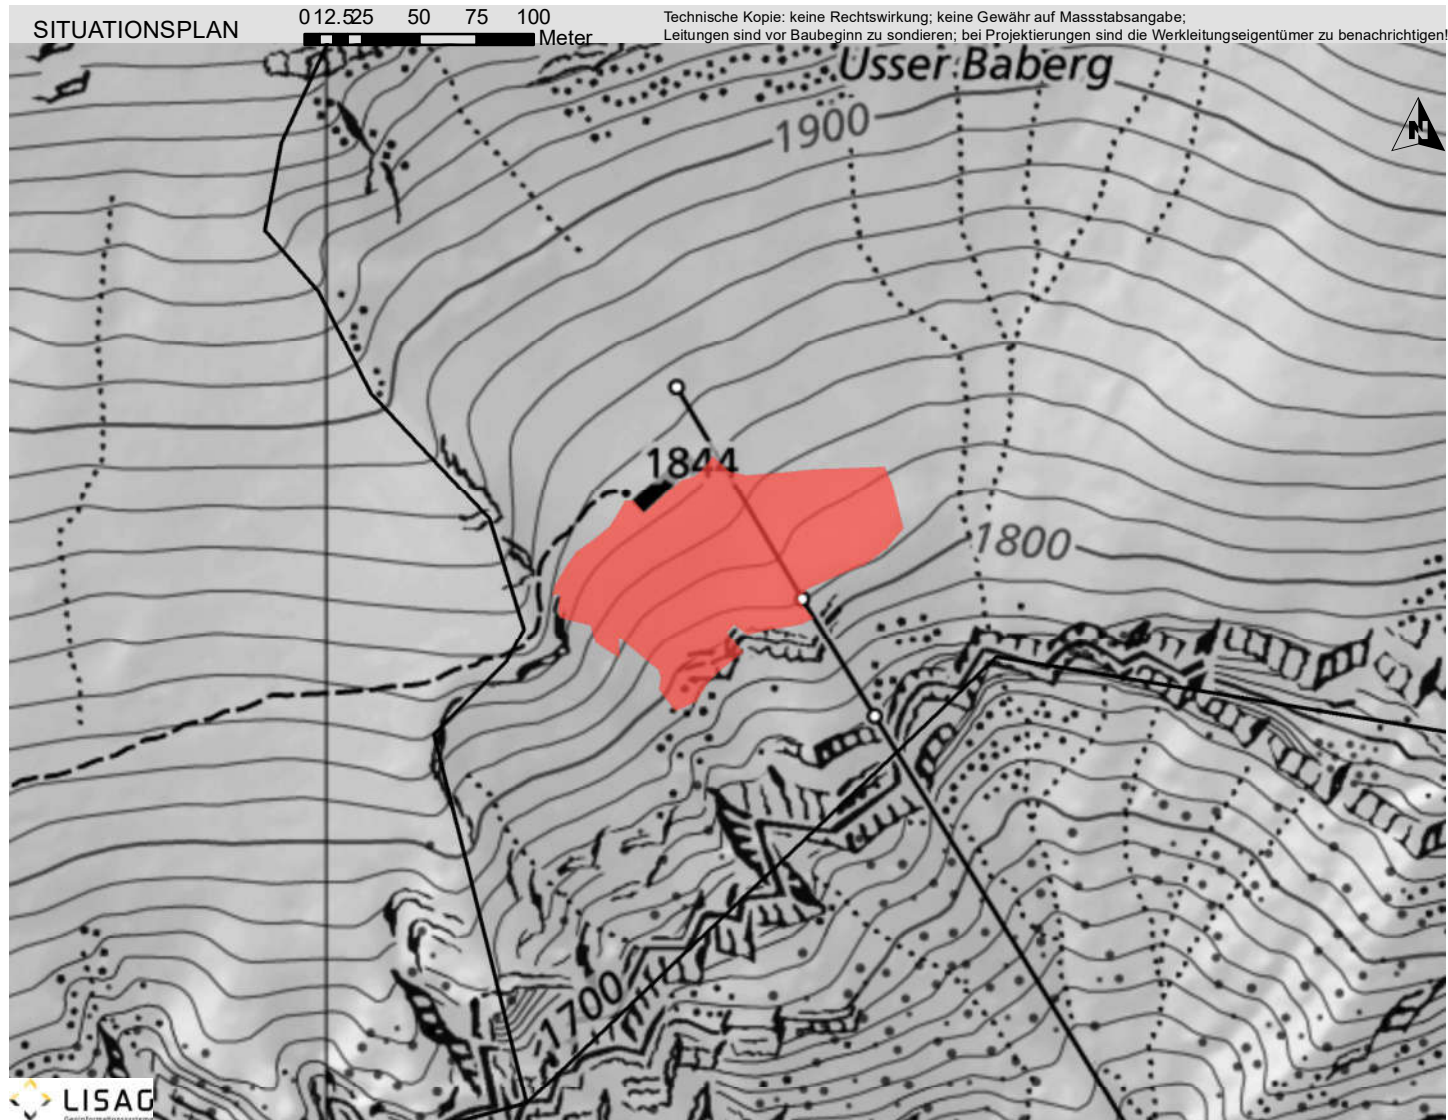 SITUATIONSPLAN
0 12.5 25 50 75 100
Meter
Technische Kopie: keine Rechtswirkung; keine Gewähr auf Massstabsangabe;
Leitungen sind vor Baubeginn zu sondieren; bei Projektierungen sind die Werkleitungseigentümer zu benachrichtigen!
Usser Baberg
1900
N
1844
1800
1700
LISAG